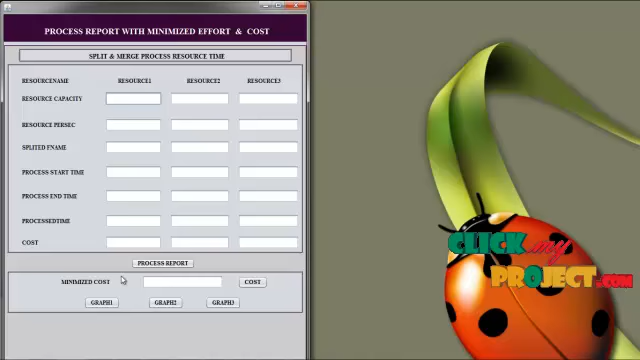 PROCESS REPORT WITH MINIMIZED EFFORT & COST
SPLIT & MERGE PROCESS RESOURCE TIME
RESOURCENAME RESOURCE1 RESOURCE2 RESOURCE3
RESOURCE CAPACITY
RESOURCE PERSEC
SPLITED FNAME
PROCESS START TIME
PROCESS END TIME
PROCESSEDTIME
COST
PROCESS REPORT
MINIMIZED COST COST
GRAPH1 GRAPH2 GRAPH3
CLICK my
PROJECT.COM